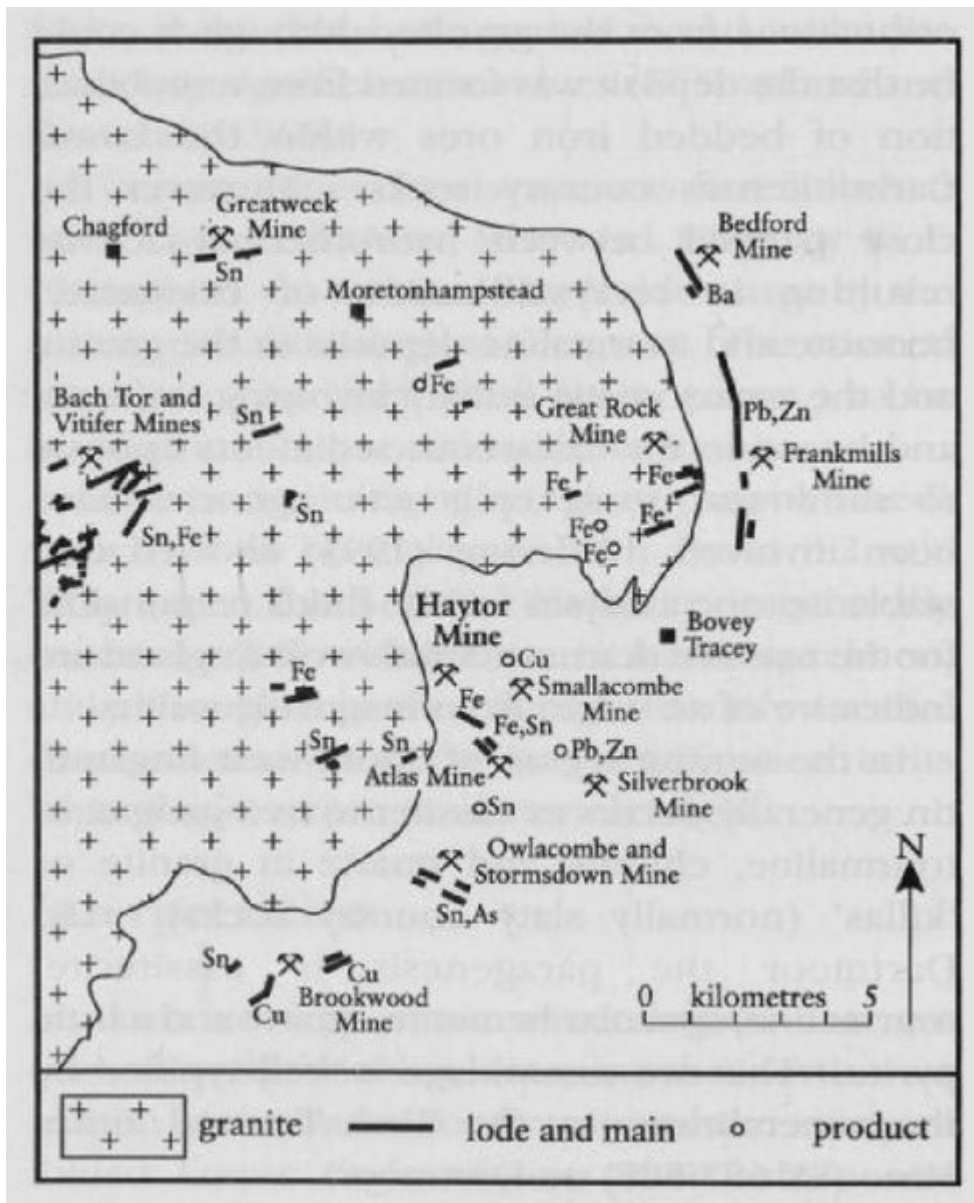 Chagford
Greatweek
Mine
Sn
Bedford
Mine
Ba
Moretonhampstead
Fe
Bach Tor and
Vitifer Mines
Sn
Great Rock
Mine
Pb,Zn
Frankmills
Mine
Fe
Fe
Sn
Fe
Sn,Fe
Fe
Fe
Haytor
Mine
Bovey
Tracey
Cu
Fe
Fe
Smallacombe
Mine
Fe,Sn
Sn
Sn
Pb,Zn
Atlas Mine
Silverbrook
Mine
Sn
Owlacombe and
Stormsdown Mine
N
Sn,As
Sn
Cu
Cu
Brookwood
Mine
0 kilometres 5
granite lode and main o product